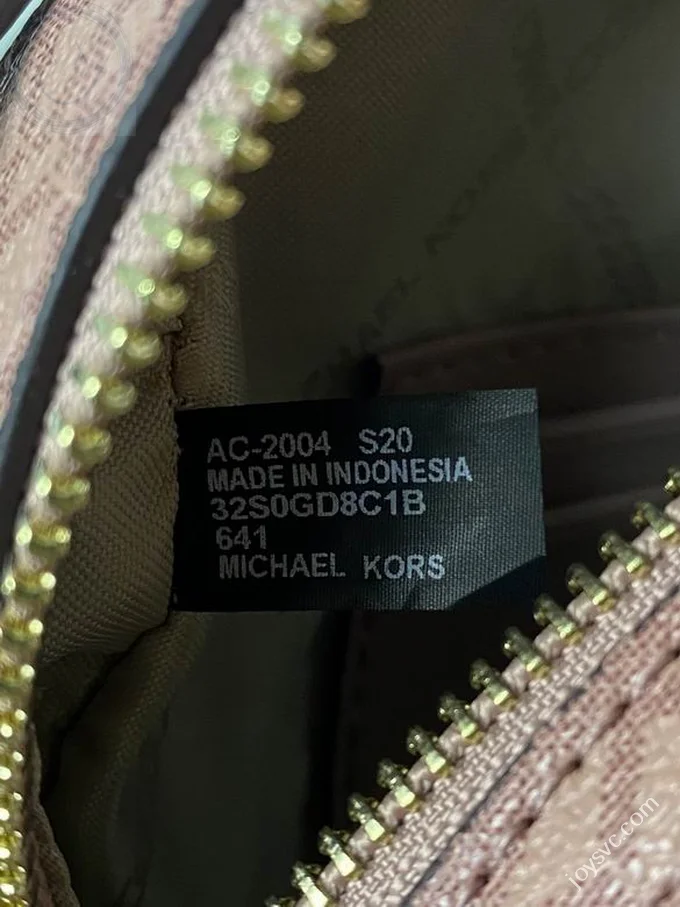 AC-2004 S20
MADE IN INDONESIA
32S0GD8C1B
641
MICHAEL KORS
joysvc.com